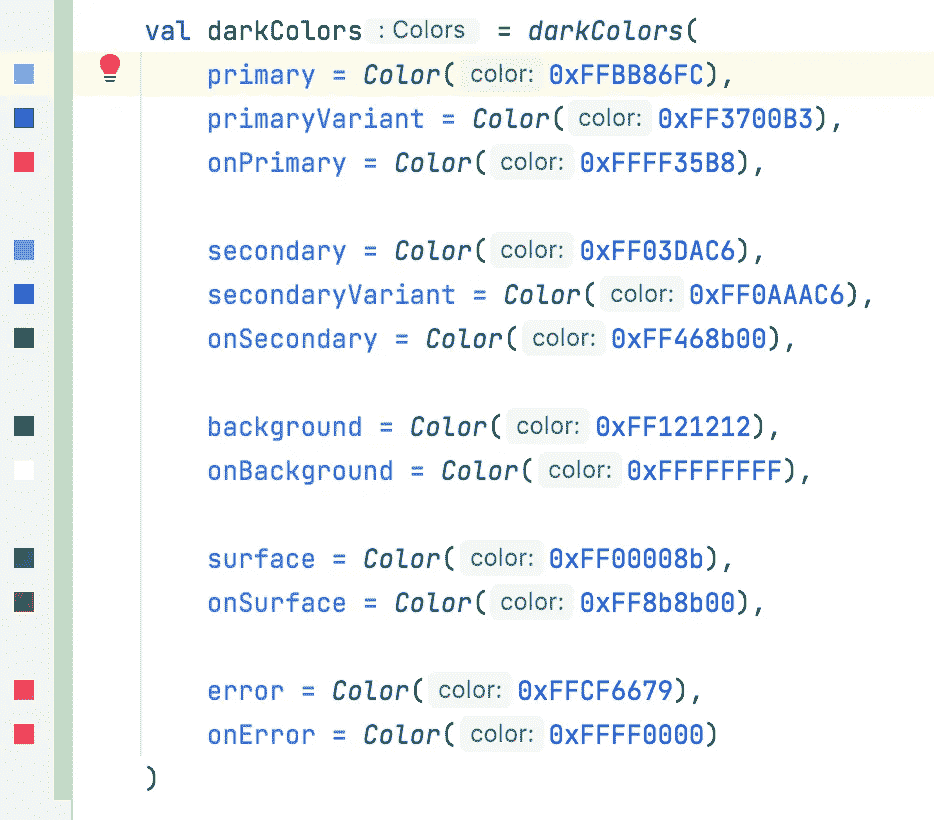 val darkColors : Colors = darkColors(
primary = Color( color: 0xFFBB86FC),
primaryVariant = Color( color: 0xFF3700B3),
onPrimary = Color( color: 0xFFFF35B8),
secondary = Color( color: 0xFF03DAC6),
secondaryVariant = Color( color: 0xFF0AAAC6),
onSecondary = Color( color: 0xFF468b00),
background = Color( color: 0xFF121212),
onBackground = Color( color: 0xFFFFFFFF),
surface = Color( color: 0xFF00008b),
onSurface = Color( color: 0xFF8b8b00),
error = Color( color: 0xFFCF6679),
onError = Color( color: 0xFFFF0000)
)